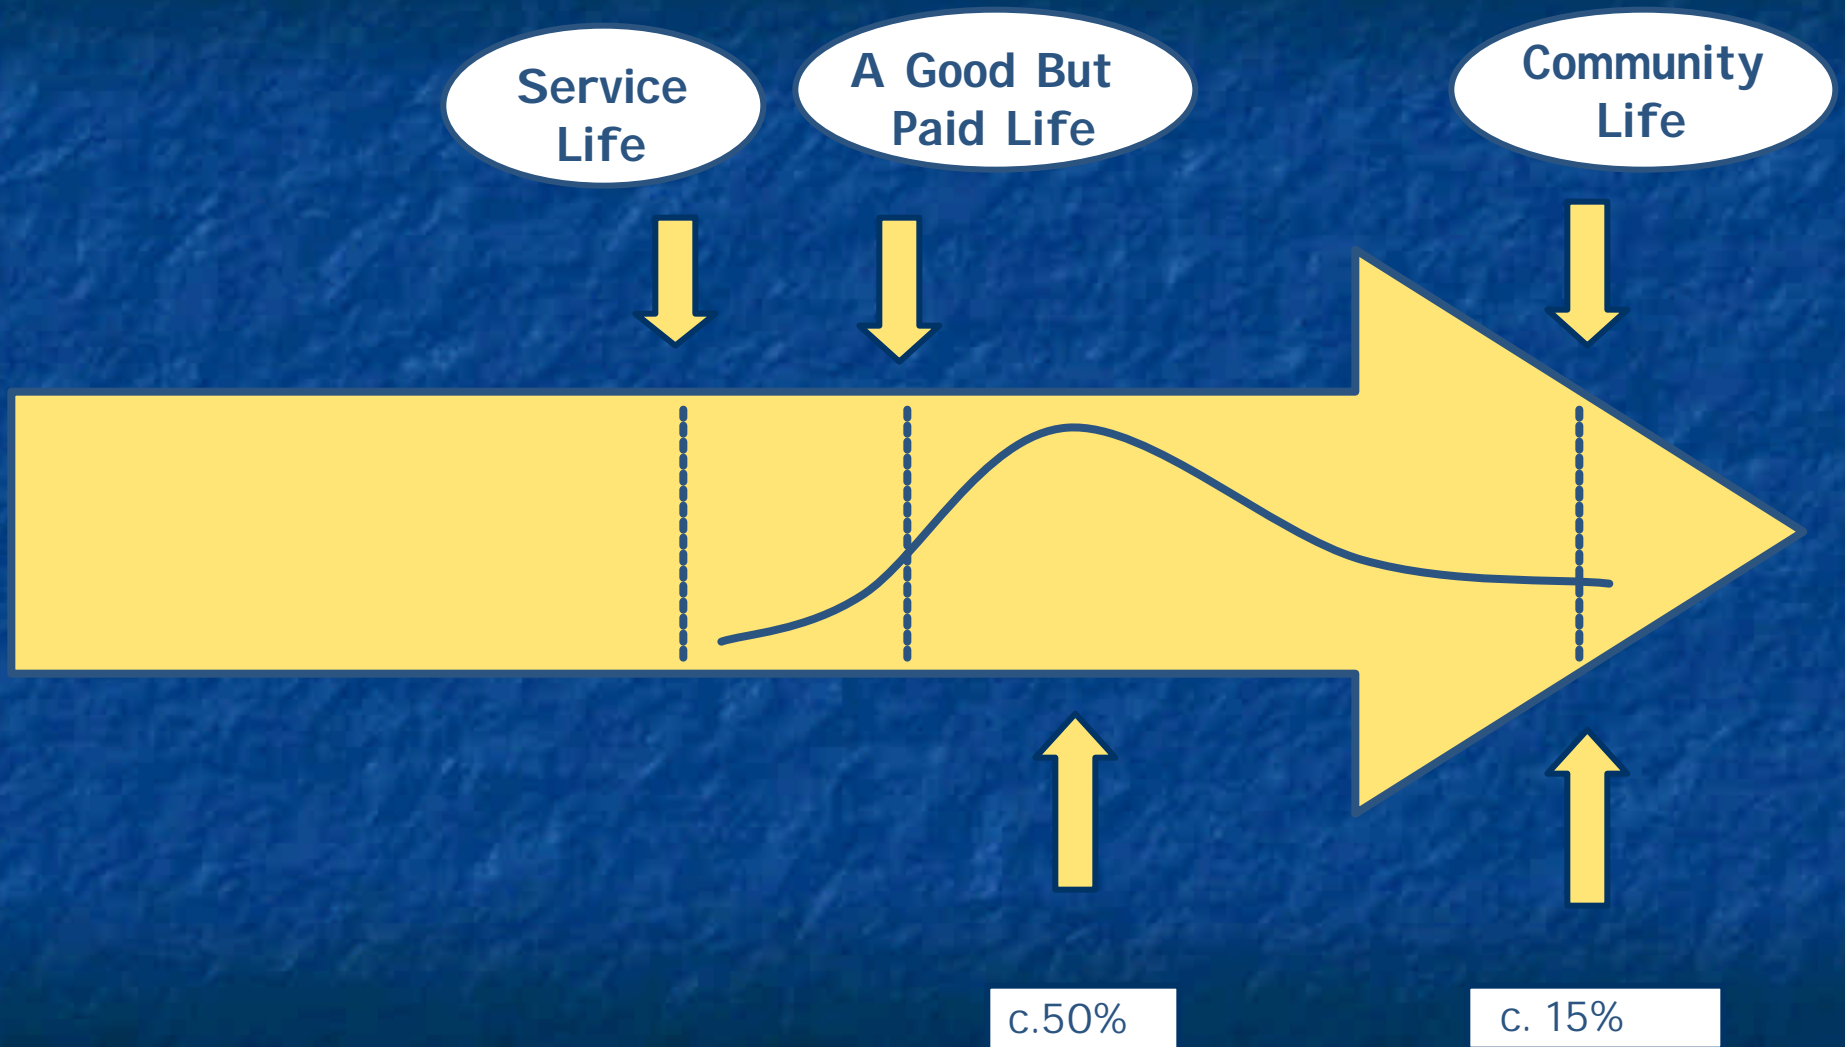 Service
Life
A Good But
Paid Life
Community
Life
c.50%
c. 15%